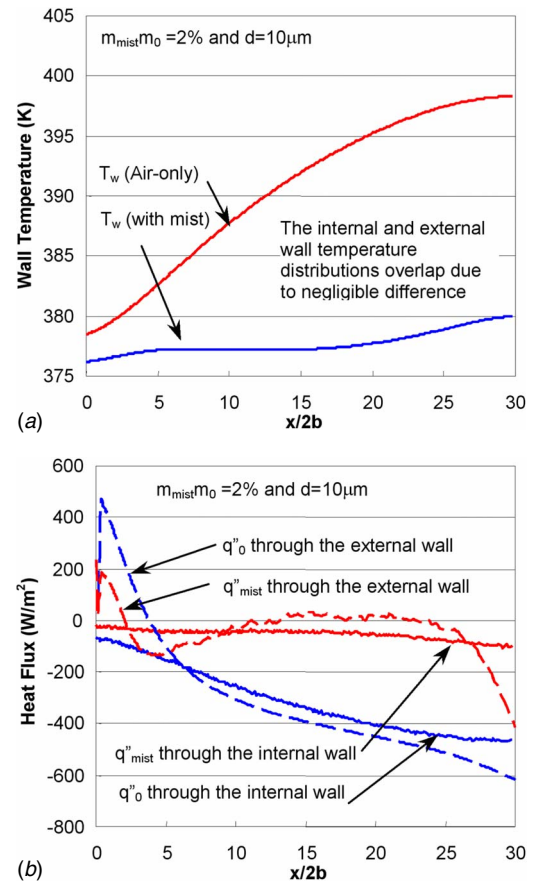 405
400
395
390
385
380
375
Wall Temperature (K)
m_mist m_0 =2% and d=10μm
T_w (Air-only)
T_w (with mist)
The internal and external
wall temperature
distributions overlap due
to negligible difference
0 5 10 15 20 25 30
x/2b
(a)
600
400
200
0
-200
-400
-600
-800
Heat Flux (W/m²)
m_mist m_0 =2% and d=10μm
q"_0 through the external wall
q"_mist through the external wall
q"_mist through the internal wall
q"_0 through the internal wall
0 5 10 15 20 25 30
x/2b
(b)